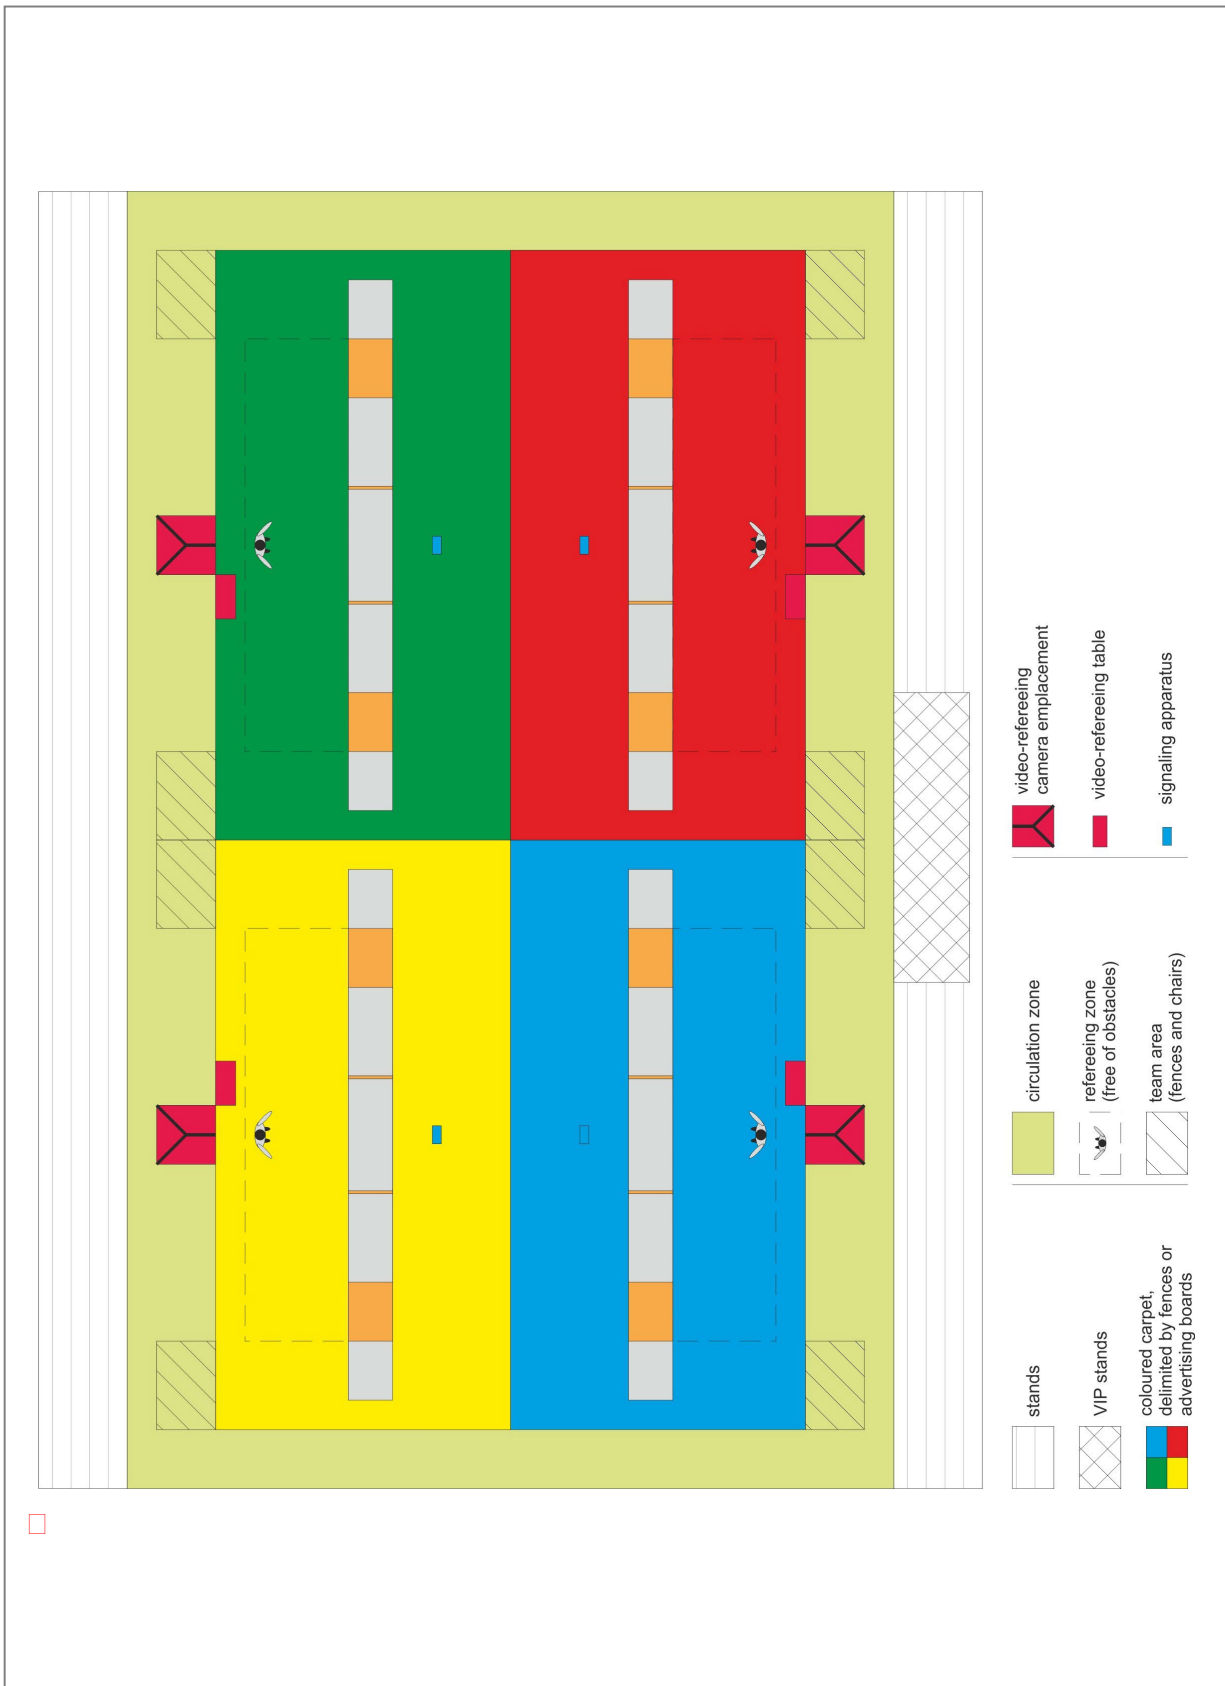 stands
VIP stands
coloured carpet,
delimited by fences or
advertising boards
circulation zone
refereeing zone
(free of obstacles)
team area
(fences and chairs)
video-refereeing
camera emplacement
video-refereeing table
signaling apparatus